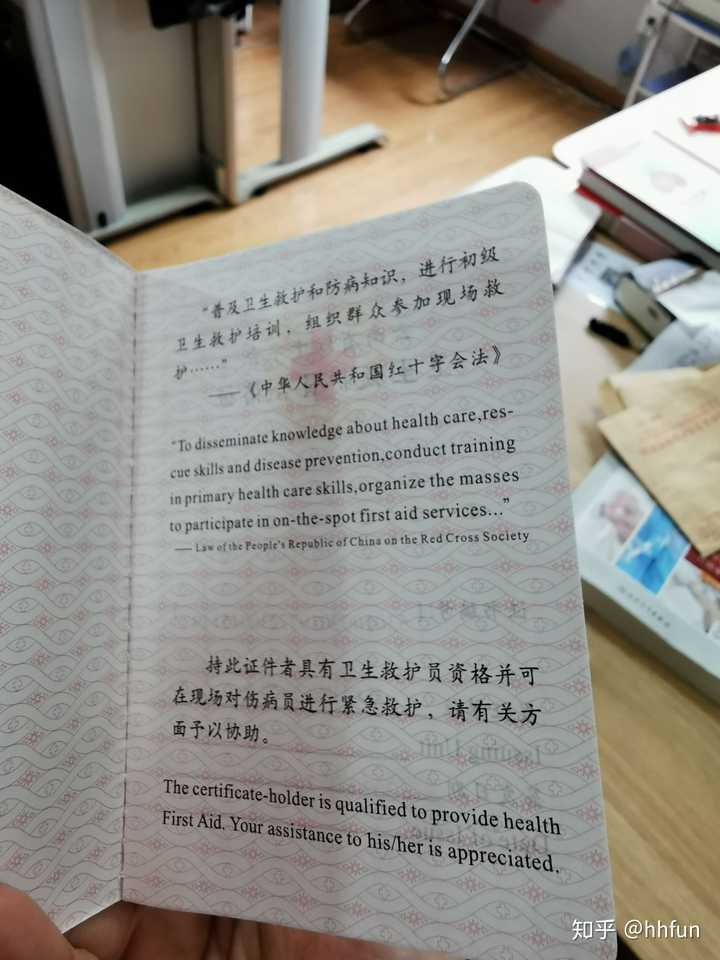 “普及卫生救护和防病知识，进行初级
卫生救护培训，组织群众参加现场救
护……”
——《中华人民共和国红十字会法》
“To disseminate knowledge about health care,res-
cue skills and disease prevention,conduct training
in primary health care skills,organize the masses
to participate in on-the-spot first aid services...”
— Law of the People's Republic of China on the Red Cross Society
持此证件者具有卫生救护员资格并可
在现场对伤病员进行紧急救护，请有关方
面予以协助。
The certificate-holder is qualified to provide health
First Aid. Your assistance to his/her is appreciated.
知乎 @hhfun